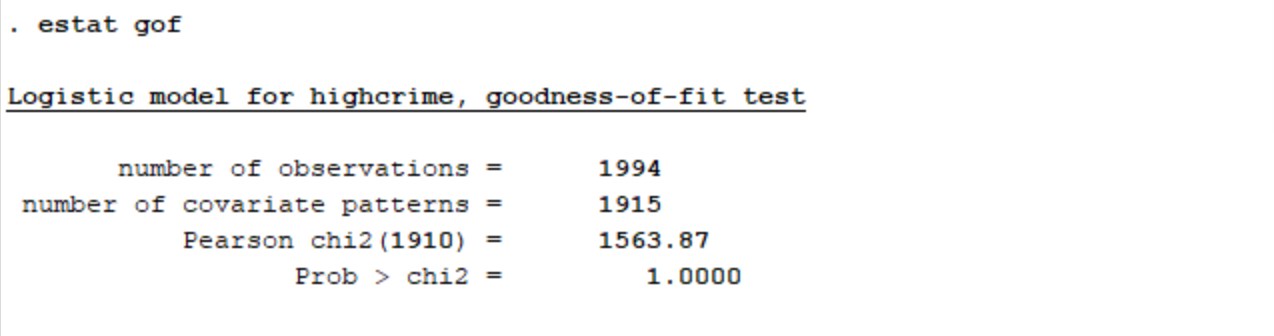 . estat gof
Logistic model for highcrime, goodness-of-fit test
number of observations = 1994
number of covariate patterns = 1915
Pearson chi2(1910) = 1563.87
Prob > chi2 = 1.0000